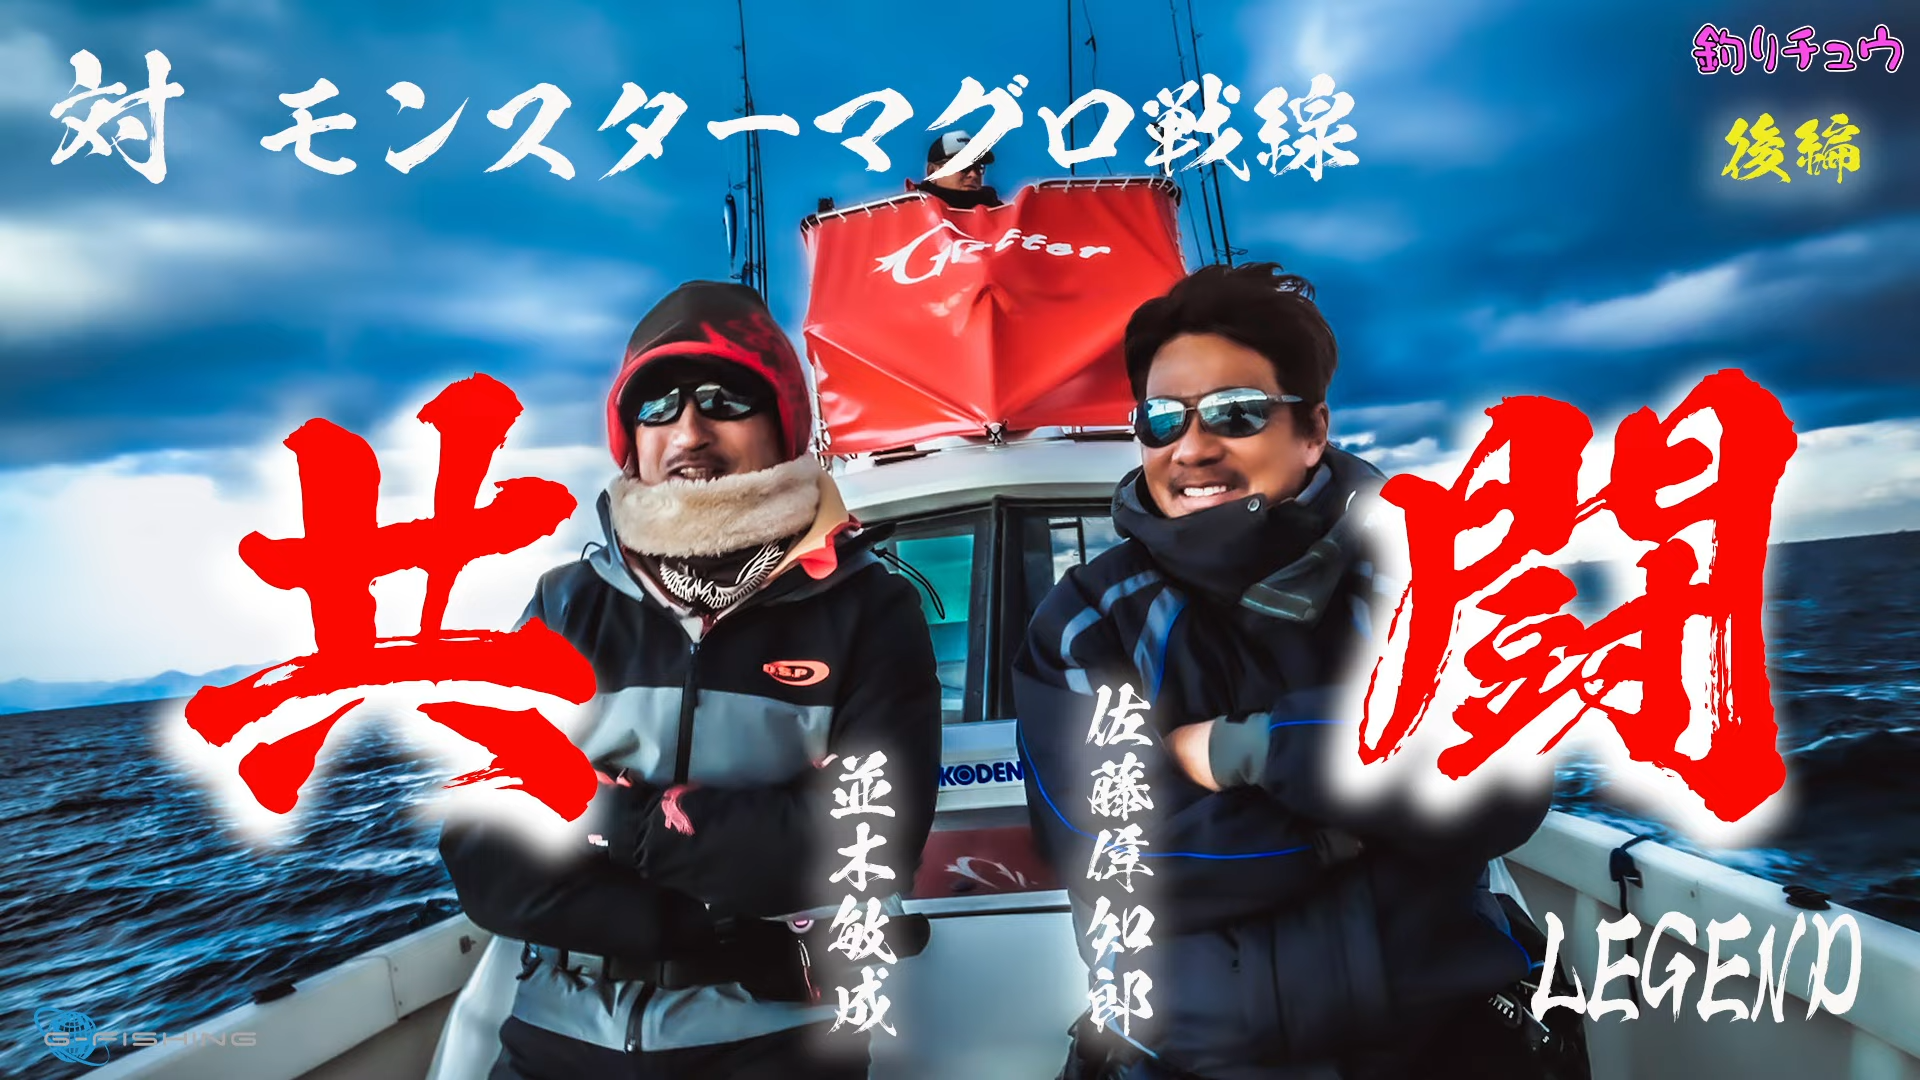 対 モンスターマグロ戦線
釣りチュウ
後編
Gutter
共闘
D.S.P
KODEN
並木敏成
佐藤偉知郎
LEGEND
G-FISHING